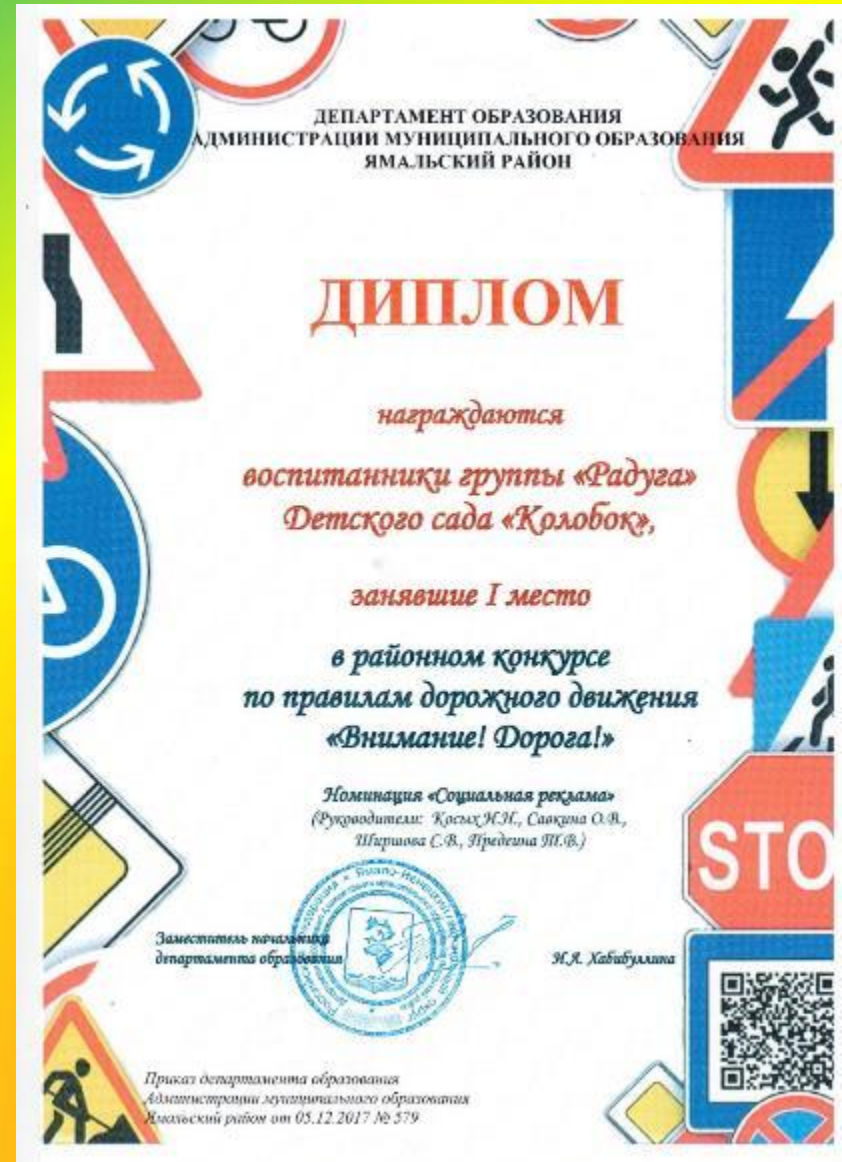 ДЕПАРТАМЕНТ ОБРАЗОВАНИЯ
АДМИНИСТРАЦИИ МУНИЦИПАЛЬНОГО ОБРАЗОВАНИЯ
ЯМАЛЬСКИЙ РАЙОН
ДИПЛОМ
награждаются
воспитанники группы «Радуга»
Детского сада «Колобок»,
занявшие I место
в районном конкурсе
по правилам дорожного движения
«Внимание! Дорога!»
Номинация «Социальная реклама»
(Руководители: Косых Н.Н., Савкина О.В.,
Ширшова С.В., Предеина Т.В.)
STO
Заместитель начальника
департамента образования
И.А. Хабибуллина
Приказ департамента образования
Администрации муниципального образования
Ямальский район от 05.12.2017 № 579